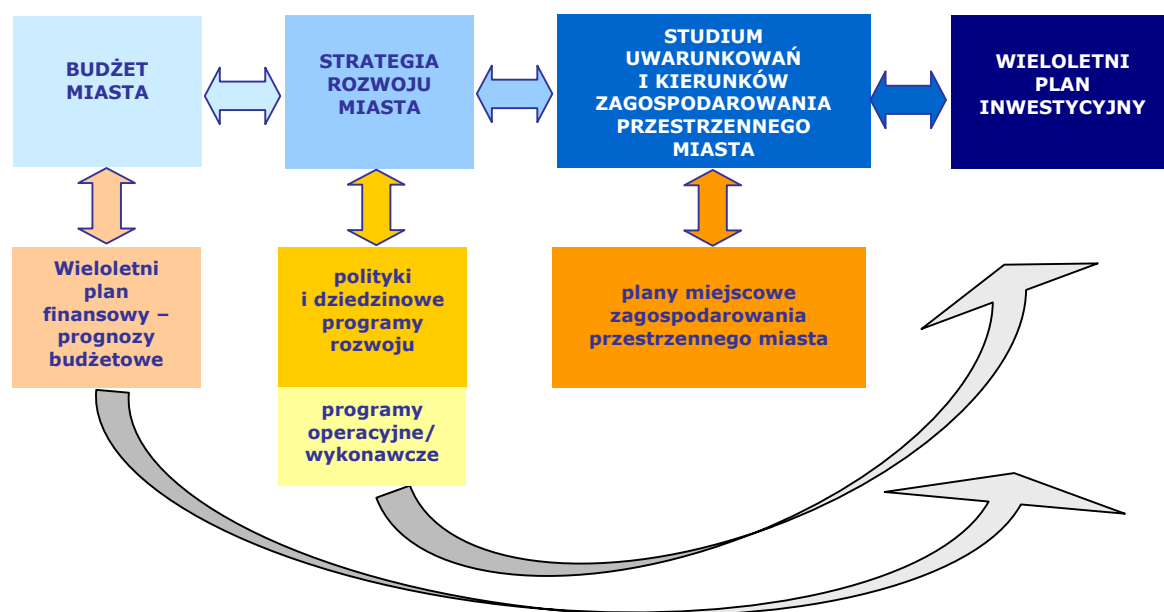 BUDŻET
MIASTA
STRATEGIA
ROZWOJU
MIASTA
STUDIUM
UWARUNKOWAŃ
I KIERUNKÓW
ZAGOSPODAROWANIA
PRZESTRZENNEGO
MIASTA
WIELOLETNI
PLAN
INWESTYCYJNY
Wieloletni
plan
finansowy –
prognozy
budżetowe
polityki
i dziedzinowe
programy
rozwoju
programy
operacyjne/
wykonawcze
plany miejscowe
zagospodarowania
przestrzennego miasta